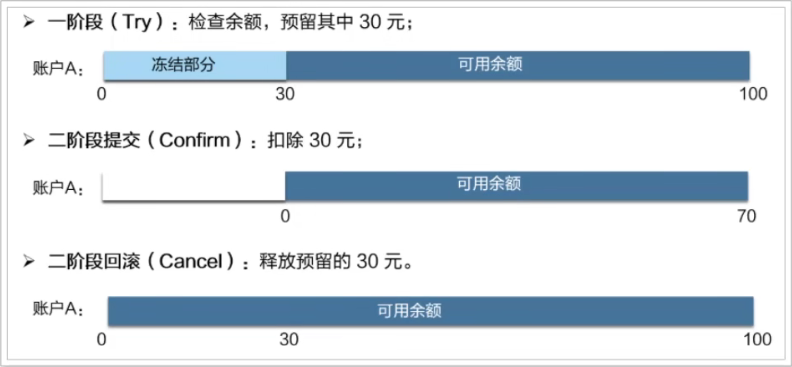 ➢ 一阶段（Try）：检查余额，预留其中 30 元；
账户A： 冻结部分 可用余额
0 30 100
➢ 二阶段提交（Confirm）：扣除 30 元；
账户A： 可用余额
0 70
➢ 二阶段回滚（Cancel）：释放预留的 30 元。
账户A： 可用余额
0 30 100